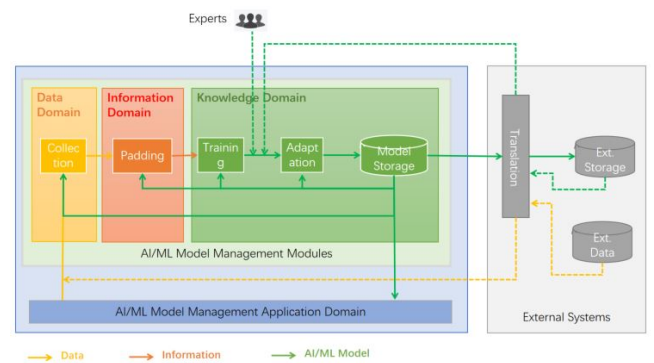 Experts
Data
Domain
Information
Domain
Knowledge Domain
Collec
tion
Padding
Trainin
g
Adapt
ation
Model
Storage
Translation
Ext.
Storage
Ext.
Data
AI/ML Model Management Modules
AI/ML Model Management Application Domain
External Systems
Data
Information
AI/ML Model